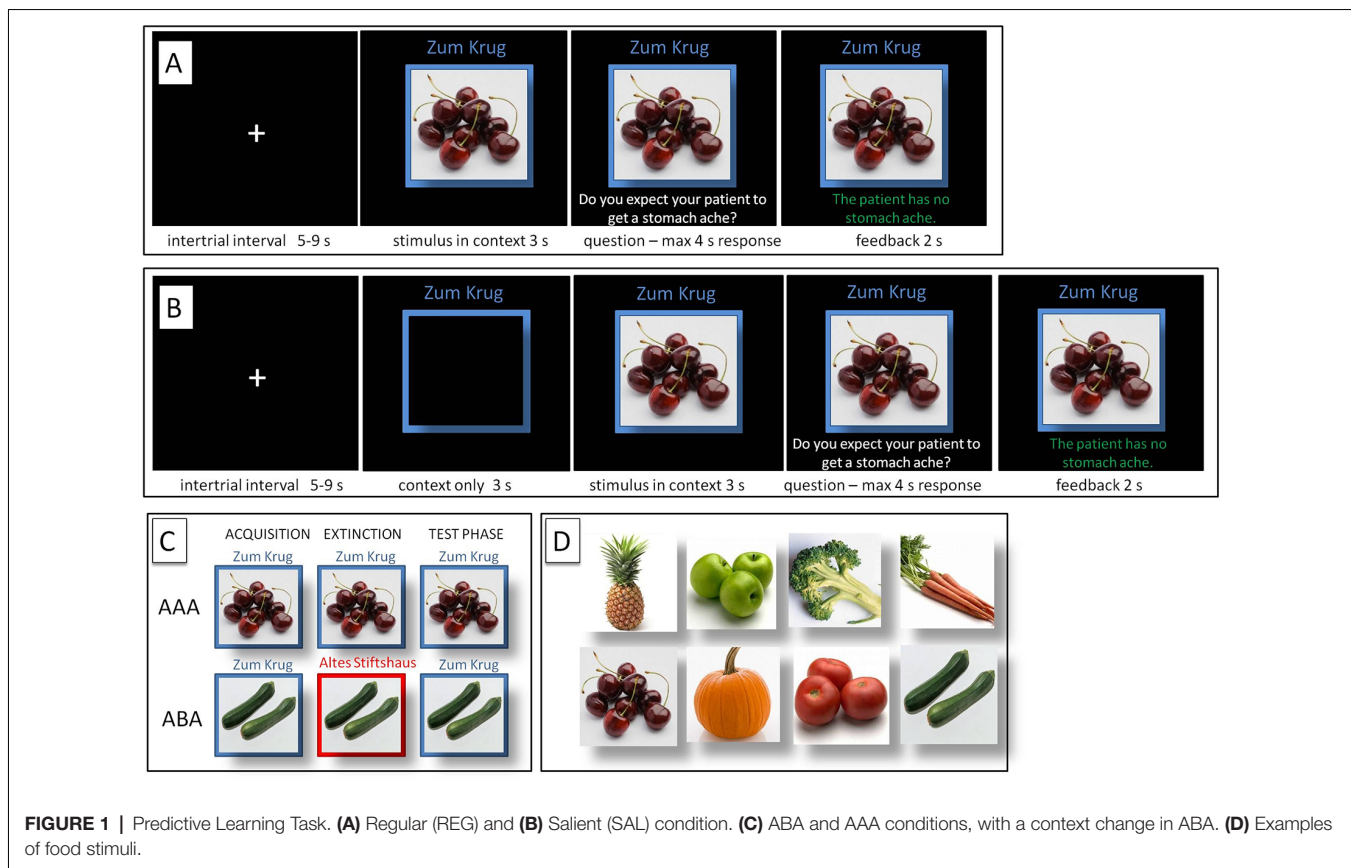 A
+
Zum Krug
Zum Krug
Zum Krug
Do you expect your patient to
get a stomach ache?
The patient has no
stomach ache.
intertrial interval 5-9 s
stimulus in context 3 s
question – max 4 s response
feedback 2 s
B
+
Zum Krug
Zum Krug
Zum Krug
Zum Krug
Do you expect your patient to
get a stomach ache?
The patient has no
stomach ache.
intertrial interval 5-9 s
context only 3 s
stimulus in context 3 s
question – max 4 s response
feedback 2 s
C
ACQUISITION
EXTINCTION
TEST PHASE
Zum Krug
Zum Krug
Zum Krug
AAA
Zum Krug
Altes Stiftshaus
Zum Krug
ABA
D
FIGURE 1 | Predictive Learning Task. (A) Regular (REG) and (B) Salient (SAL) condition. (C) ABA and AAA conditions, with a context change in ABA. (D) Examples
of food stimuli.